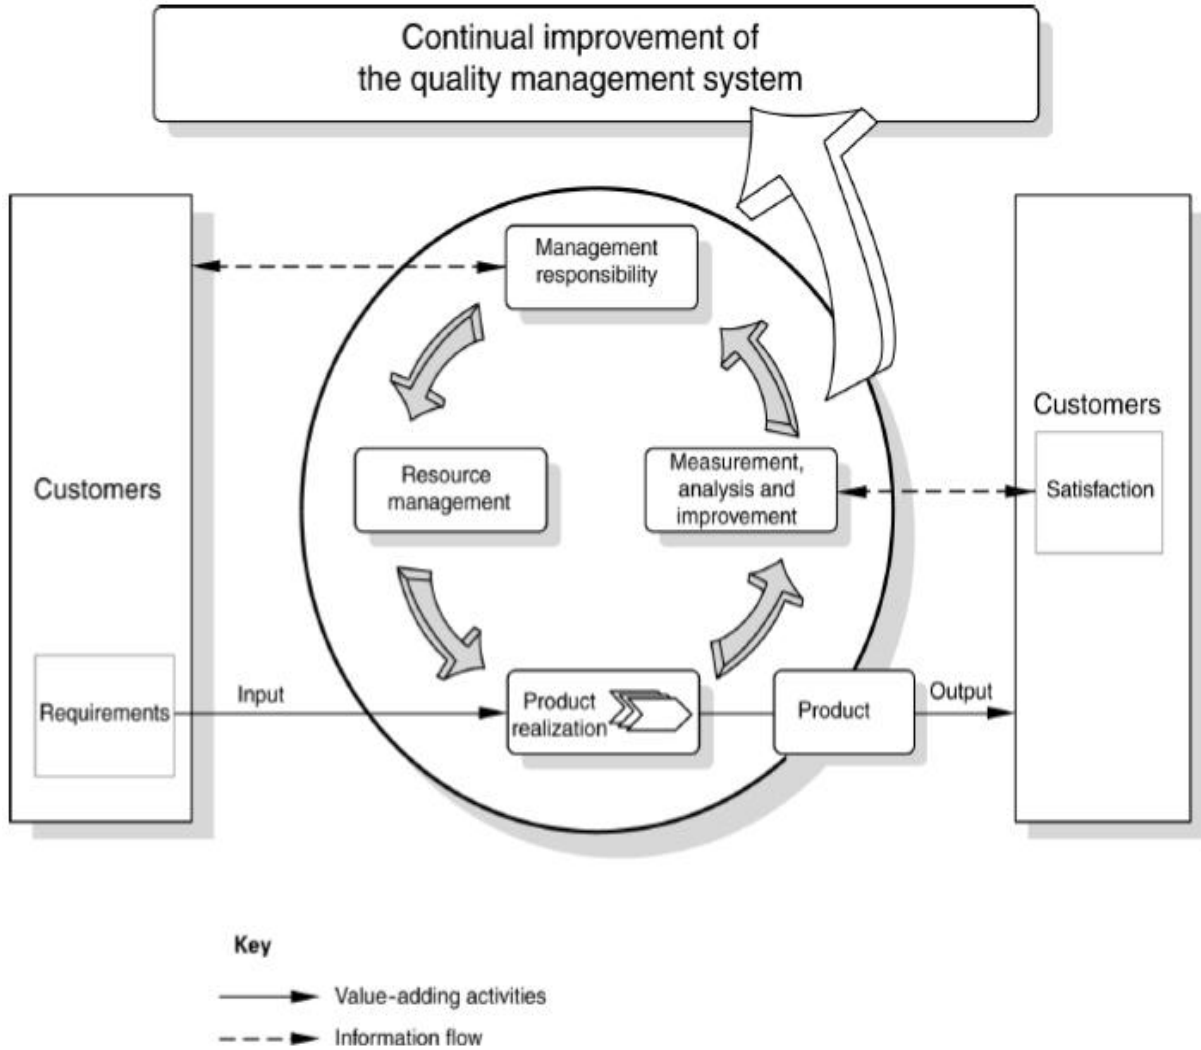 Continual improvement of
the quality management system
Management
responsibility
Customers
Resource
management
Measurement,
analysis and
improvement
Customers
Satisfaction
Requirements
Input
Product
realization
Product
Output
Key
Value-adding activities
Information flow